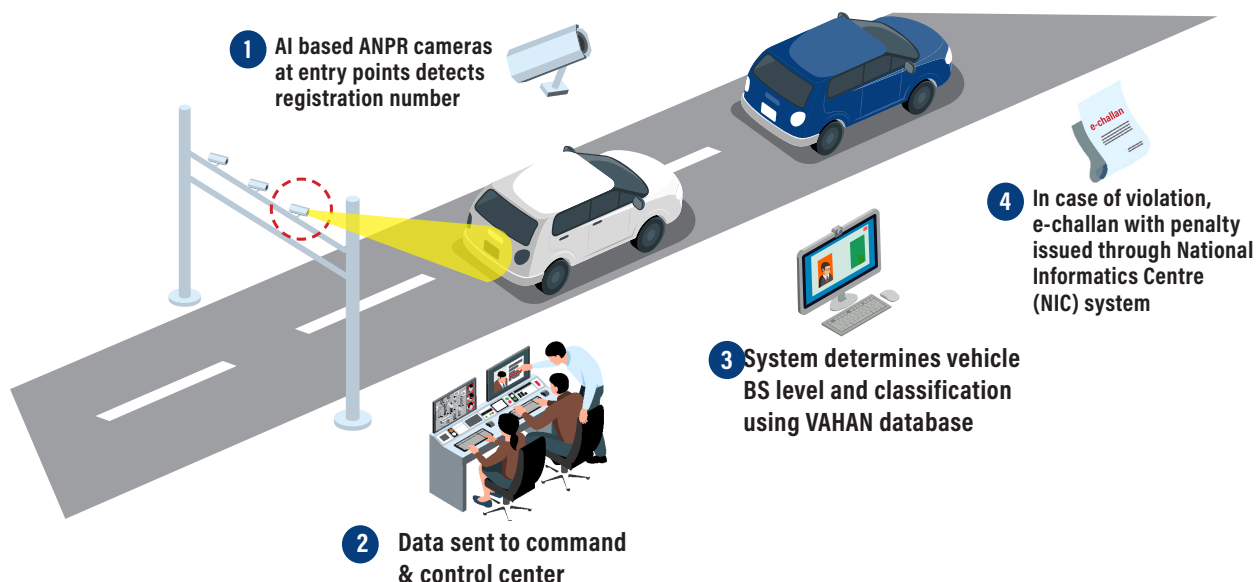 1
AI based ANPR cameras
at entry points detects
registration number
e-challan
4
In case of violation,
e-challan with penalty
issued through National
Informatics Centre
(NIC) system
3
System determines vehicle
BS level and classification
using VAHAN database
2
Data sent to command
& control center